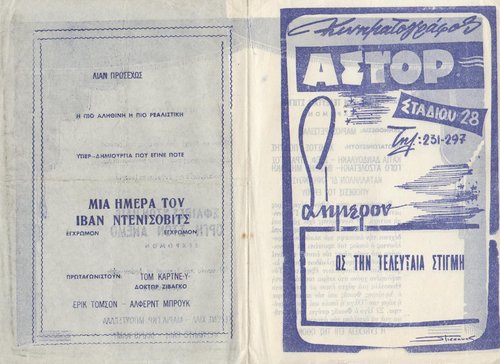 ΛΙΑΝ ΠΡΟΣΕΧΩΣ
Η ΠΙΟ ΑΛΗΘΙΝΗ Η ΠΙΟ ΡΕΑΛΙΣΤΙΚΗ
ΥΠΕΡ-ΔΗΜΙΟΥΡΓΙΑ ΠΟΥ ΕΓΙΝΕ ΠΟΤΕ
ΜΙΑ ΗΜΕΡΑ ΤΟΥ
ΙΒΑΝ ΝΤΕΝΙΣΟΒΙΤΣ
ΕΓΧΡΩΜΟΝ ΕΓΧΡΩΜΟΝ
ΠΡΩΤΑΓΩΝΙΣΤΟΥΝ: ΤΟΜ ΚΑΡΤΝΕ·Υ·
ΔΟΚΤΩΡ ΖΙΒΑΓΚΟ
ΕΡΙΚ ΤΟΜΣΟΝ - ΑΛΦΕΡΝΤ ΜΠΡΟΥΚ
Κινηματογράφος
ΑΣΤΟΡ
ΣΤΑΔΙΟΥ 28
Τηλ: 231-297
Σήμερον
ΩΣ ΤΗΝ ΤΕΛΕΥΤΑΙΑ ΣΤΙΓΜΗ